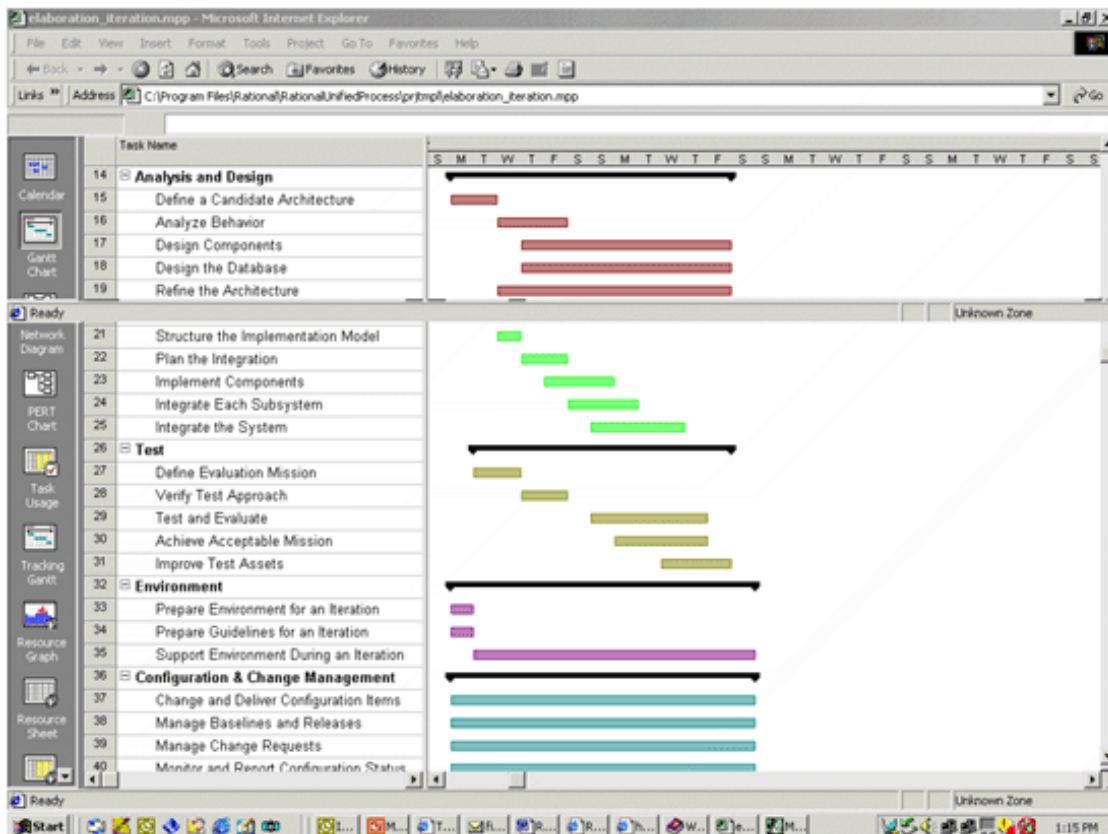 elaboration_iteration.mpp - Microsoft Internet Explorer
File Edit View Insert Format Tools Project Go To Favorites Help
Back Search Favorites History
Links Address C:\Program Files\Rational\RationalUnifiedProcess\prjtmpl\elaboration_iteration.mpp Go
Task Name
S M T W T F S S M T W T F S S M T W T F S S M T W T F S S
Calendar
Gantt Chart
14 Analysis and Design
15 Define a Candidate Architecture
16 Analyze Behavior
17 Design Components
18 Design the Database
19 Refine the Architecture
Ready Unknown Zone
Network Diagram
PERT Chart
Task Usage
Tracking Gantt
Resource Graph
Resource Sheet
21 Structure the Implementation Model
22 Plan the Integration
23 Implement Components
24 Integrate Each Subsystem
25 Integrate the System
26 Test
27 Define Evaluation Mission
28 Verify Test Approach
29 Test and Evaluate
30 Achieve Acceptable Mission
31 Improve Test Assets
32 Environment
33 Prepare Environment for an Iteration
34 Prepare Guidelines for an Iteration
35 Support Environment During an Iteration
36 Configuration & Change Management
37 Change and Deliver Configuration Items
38 Manage Baselines and Releases
39 Manage Change Requests
40 Monitor and Report Configuration Status
Ready Unknown Zone
Start I... M... T... fi... R... R... h... W... e... M... 1:15 PM